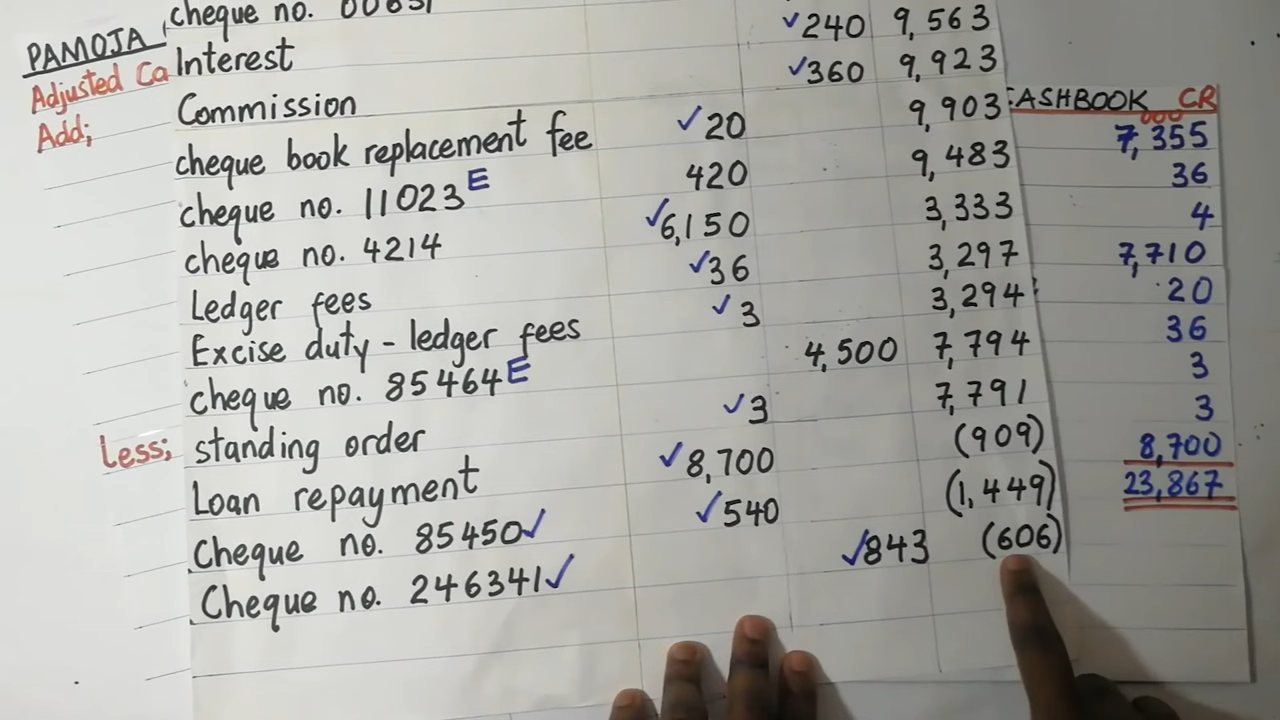 cheque no. 00651
PAMOJA
Adjusted Ca
Add;
Less;
Interest ✓240 9,563
Commission ✓360 9,923
cheque book replacement fee ✓20 9,903
cheque no. 11023 E 420 9,483
cheque no. 4214 ✓6,150 3,333
Ledger fees ✓36 3,297
Excise duty - ledger fees ✓3 3,294
cheque no. 85464 E 4,500 7,794
standing order ✓3 7,791
Loan repayment ✓8,700 (909)
Cheque no. 85450✓ ✓540 (1,449)
Cheque no. 246341✓ ✓843 (606)
CASHBOOK CR
000
7,355
36
4
7,710
20
36
3
3
8,700
23,867